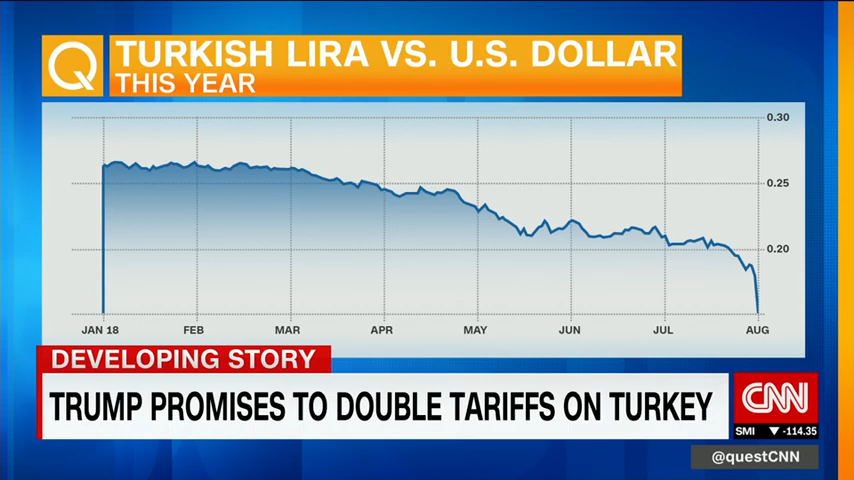 Q
TURKISH LIRA VS. U.S. DOLLAR
THIS YEAR
0.30
0.25
0.20
JAN 18 FEB MAR APR MAY JUN JUL AUG
DEVELOPING STORY
TRUMP PROMISES TO DOUBLE TARIFFS ON TURKEY
CNN
SMI ▼ -114.35
@questCNN